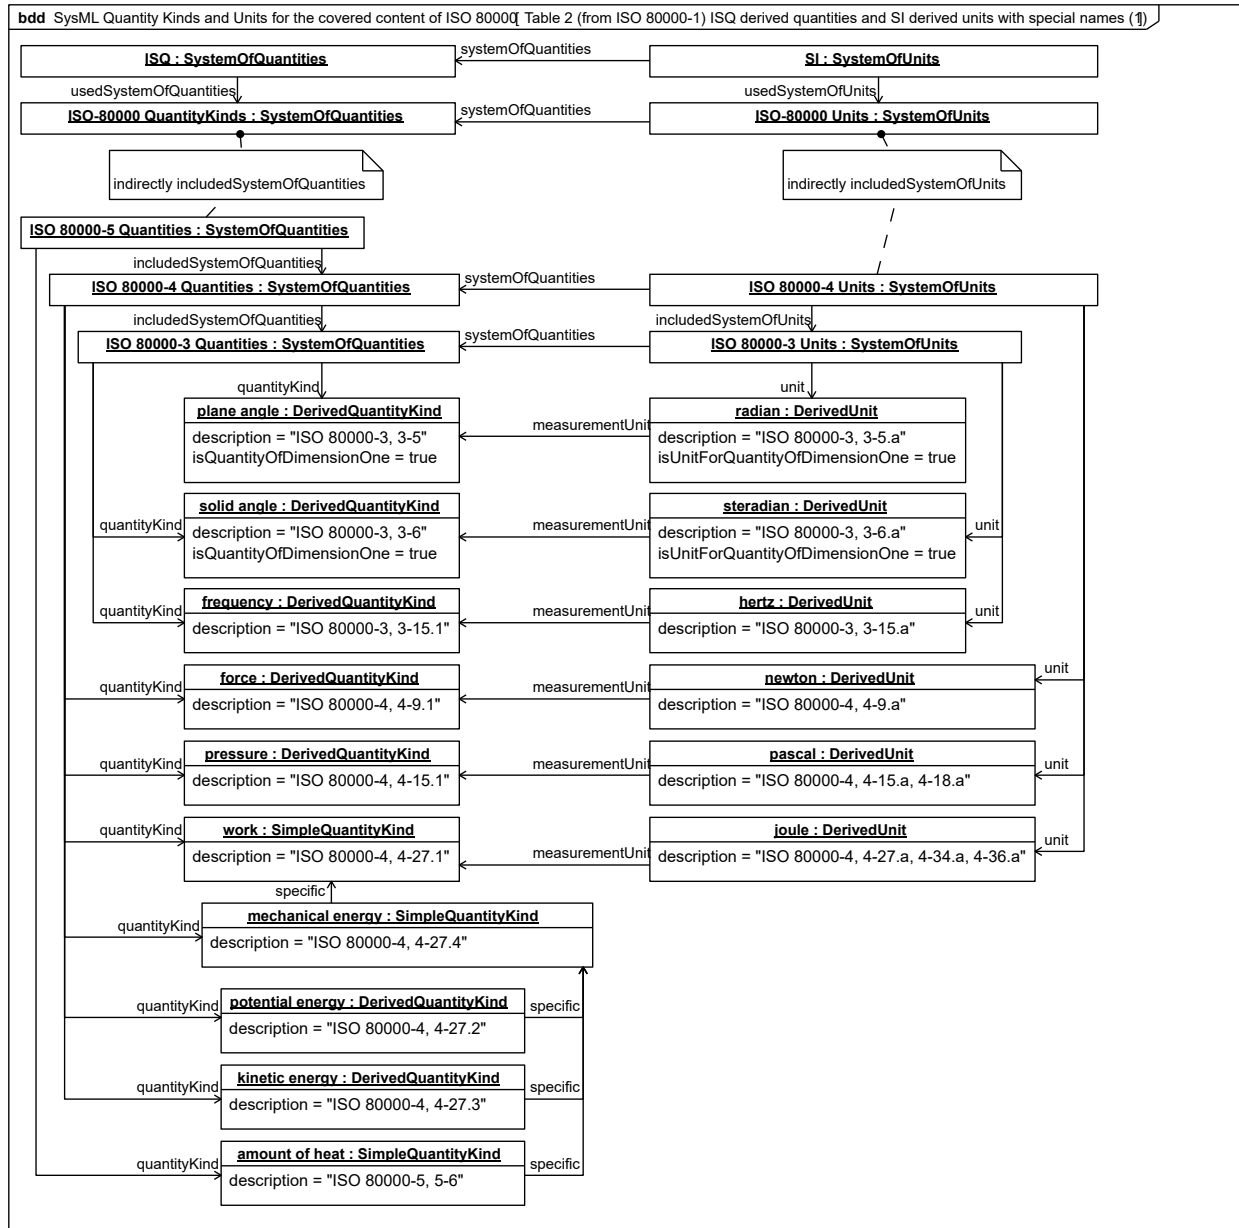 bdd SysML Quantity Kinds and Units for the covered content of ISO 80000[ Table 2 (from ISO 80000-1) ISQ derived quantities and SI derived units with special names (1])
ISQ : SystemOfQuantities
systemOfQuantities
SI : SystemOfUnits
usedSystemOfQuantities
usedSystemOfUnits
ISO-80000 QuantityKinds : SystemOfQuantities
systemOfQuantities
ISO-80000 Units : SystemOfUnits
indirectly includedSystemOfQuantities
indirectly includedSystemOfUnits
ISO 80000-5 Quantities : SystemOfQuantities
includedSystemOfQuantities
ISO 80000-4 Quantities : SystemOfQuantities
systemOfQuantities
ISO 80000-4 Units : SystemOfUnits
includedSystemOfQuantities
includedSystemOfUnits
ISO 80000-3 Quantities : SystemOfQuantities
systemOfQuantities
ISO 80000-3 Units : SystemOfUnits
quantityKind
unit
plane angle : DerivedQuantityKind
description = "ISO 80000-3, 3-5"
isQuantityOfDimensionOne = true
measurementUnit
radian : DerivedUnit
description = "ISO 80000-3, 3-5.a"
isUnitForQuantityOfDimensionOne = true
quantityKind
solid angle : DerivedQuantityKind
description = "ISO 80000-3, 3-6"
isQuantityOfDimensionOne = true
measurementUnit
steradian : DerivedUnit
description = "ISO 80000-3, 3-6.a"
isUnitForQuantityOfDimensionOne = true
unit
quantityKind
frequency : DerivedQuantityKind
description = "ISO 80000-3, 3-15.1"
measurementUnit
hertz : DerivedUnit
description = "ISO 80000-3, 3-15.a"
unit
quantityKind
force : DerivedQuantityKind
description = "ISO 80000-4, 4-9.1"
measurementUnit
newton : DerivedUnit
description = "ISO 80000-4, 4-9.a"
unit
quantityKind
pressure : DerivedQuantityKind
description = "ISO 80000-4, 4-15.1"
measurementUnit
pascal : DerivedUnit
description = "ISO 80000-4, 4-15.a, 4-18.a"
unit
quantityKind
work : SimpleQuantityKind
description = "ISO 80000-4, 4-27.1"
measurementUnit
joule : DerivedUnit
description = "ISO 80000-4, 4-27.a, 4-34.a, 4-36.a"
unit
specific
quantityKind
mechanical energy : SimpleQuantityKind
description = "ISO 80000-4, 4-27.4"
quantityKind
potential energy : DerivedQuantityKind
description = "ISO 80000-4, 4-27.2"
specific
quantityKind
kinetic energy : DerivedQuantityKind
description = "ISO 80000-4, 4-27.3"
specific
quantityKind
amount of heat : SimpleQuantityKind
description = "ISO 80000-5, 5-6"
specific